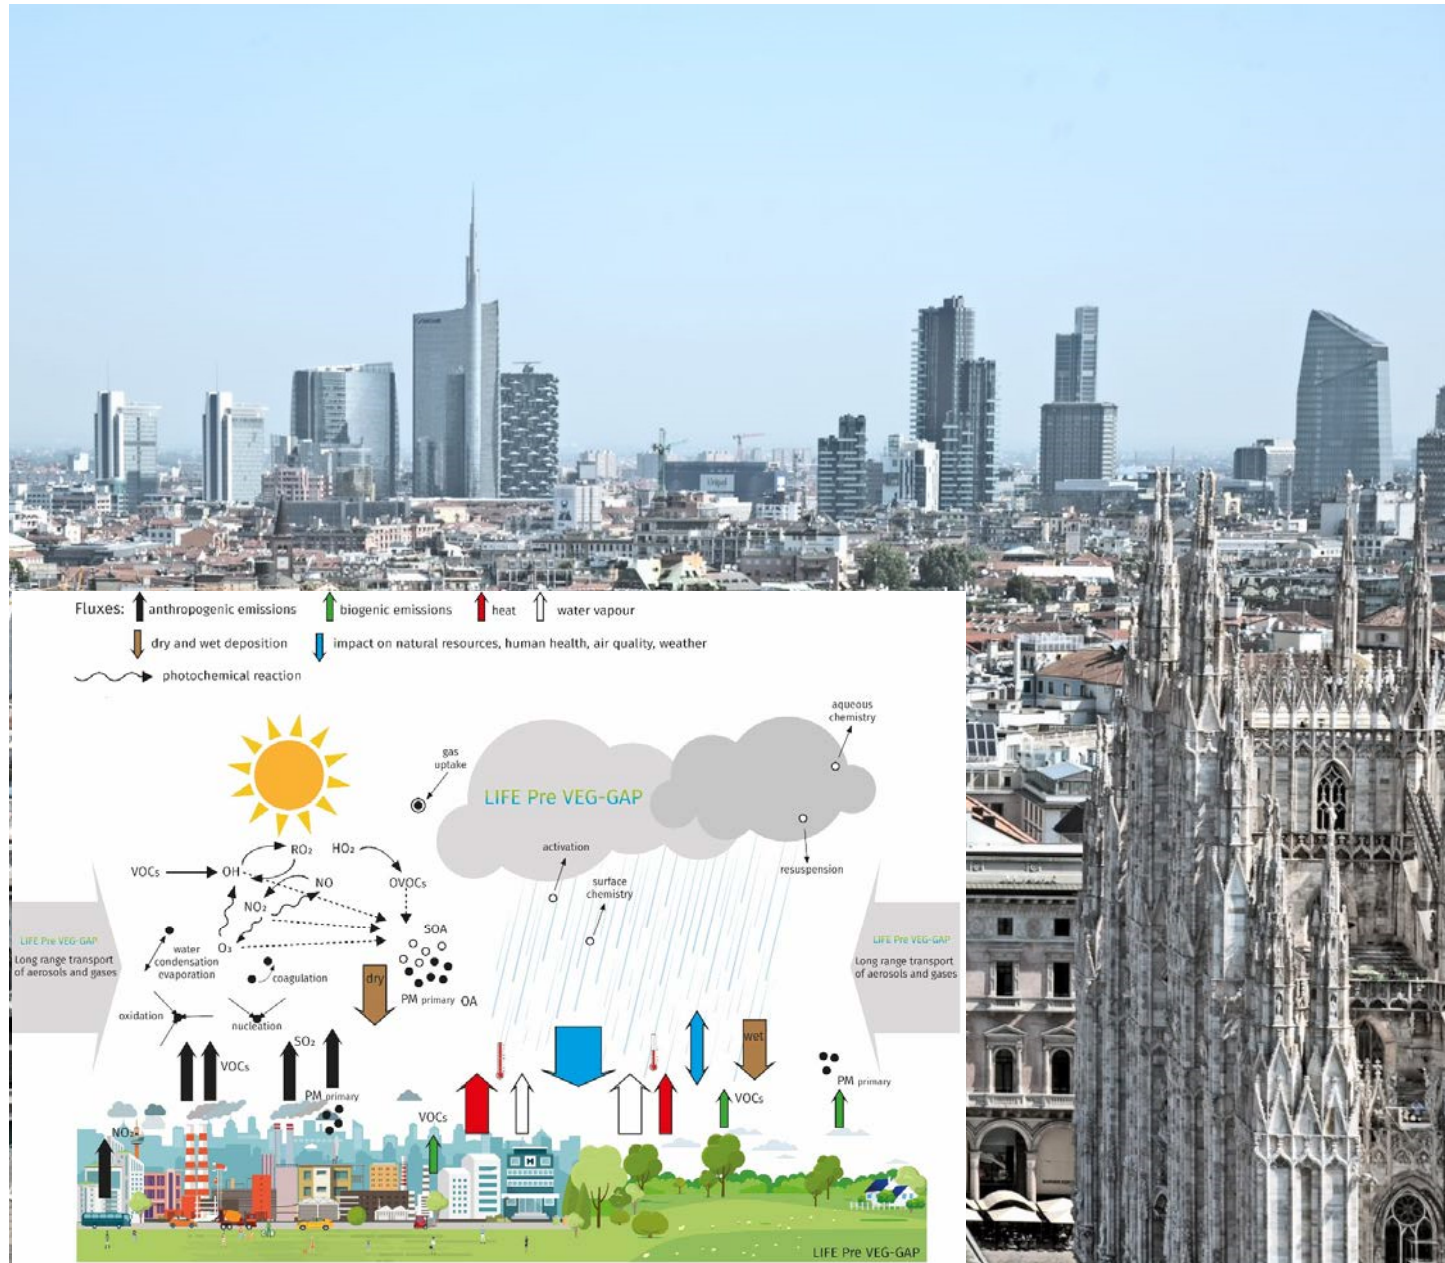 Unipol
Fluxes: anthropogenic emissions biogenic emissions heat water vapour
dry and wet deposition impact on natural resources, human health, air quality, weather
photochemical reaction
aqueous
chemistry
gas
uptake
LIFE Pre VEG-GAP
activation
resuspension
surface
chemistry
RO₂ HO₂
VOCs OH
NO OVOCs
NO₂
SOA
O₃
water
condensation
evaporation
coagulation
LIFE Pre VEG-GAP
Long range transport
of aerosols and gases
LIFE Pre VEG-GAP
Long range transport
of aerosols and gases
dry
PM primary OA
oxidation
nucleation
SO₂
VOCs
wet
PM primary
PM primary
VOCs
VOCs
NO₂
H
LIFE Pre VEG-GAP